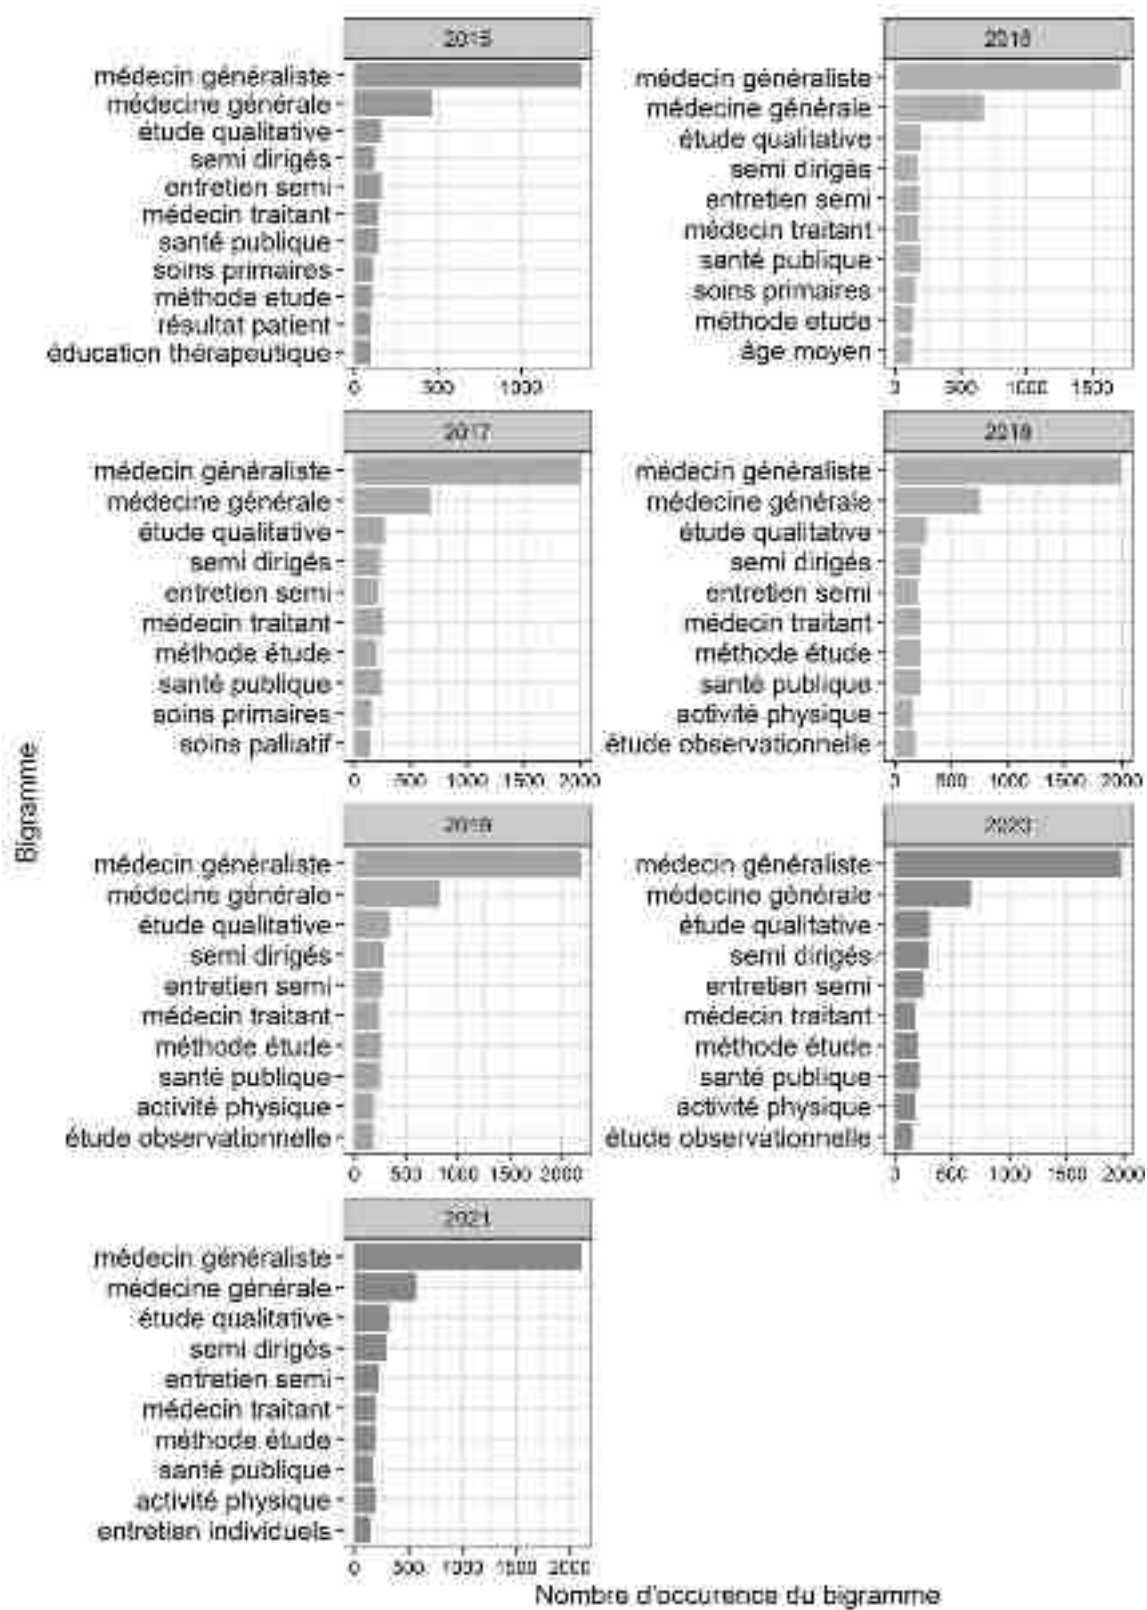 2015
médecin généraliste
médecine générale
étude qualitative
semi dirigés
entretien semi
médecin traitant
santé publique
soins primaires
méthode etude
résultat patient
éducation thérapeutique
0 500 1000
2016
médecin généraliste
médecine générale
étude qualitative
semi dirigés
entretien semi
médecin traitant
santé publique
soins primaires
méthode etude
âge moyen
0 500 1000 1500
2017
médecin généraliste
médecine générale
étude qualitative
semi dirigés
entretien semi
médecin traitant
méthode étude
santé publique
soins primaires
soins palliatif
0 500 1000 1500 2000
2018
médecin généraliste
médecine générale
étude qualitative
semi dirigés
entretien semi
médecin traitant
méthode étude
santé publique
activité physique
étude observationnelle
0 500 1000 1500 2000
2019
médecin généraliste
médecine générale
étude qualitative
semi dirigés
entretien semi
médecin traitant
méthode étude
santé publique
activité physique
étude observationnelle
0 500 1000 1500 2000
2020
médecin généraliste
médecine générale
étude qualitative
semi dirigés
entretien semi
médecin traitant
méthode étude
santé publique
activité physique
étude observationnelle
0 500 1000 1500 2000
2021
médecin généraliste
médecine générale
étude qualitative
semi dirigés
entretien semi
médecin traitant
méthode étude
santé publique
activité physique
entretien individuels
0 500 1000 1500 2000
Bigramme
Nombre d'occurence du bigramme